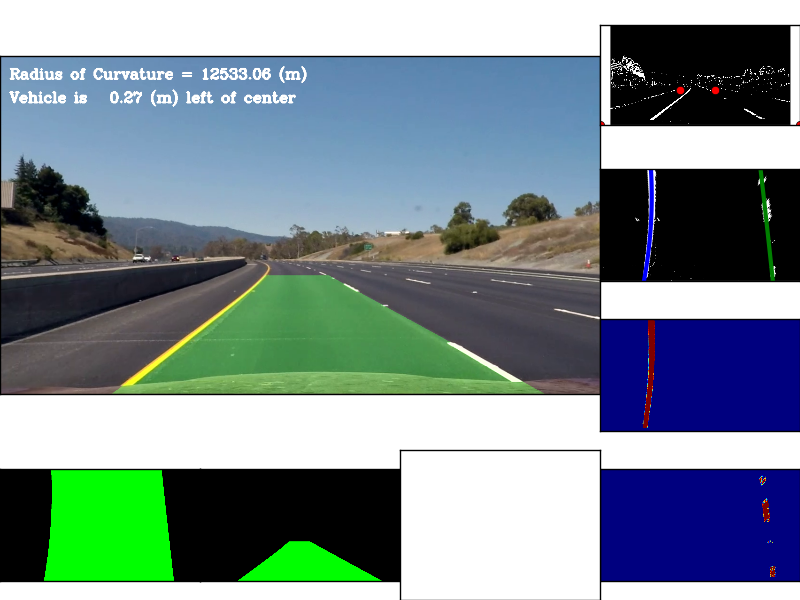 Radius of Curvature = 12533.06 (m)
Vehicle is 0.27 (m) left of center